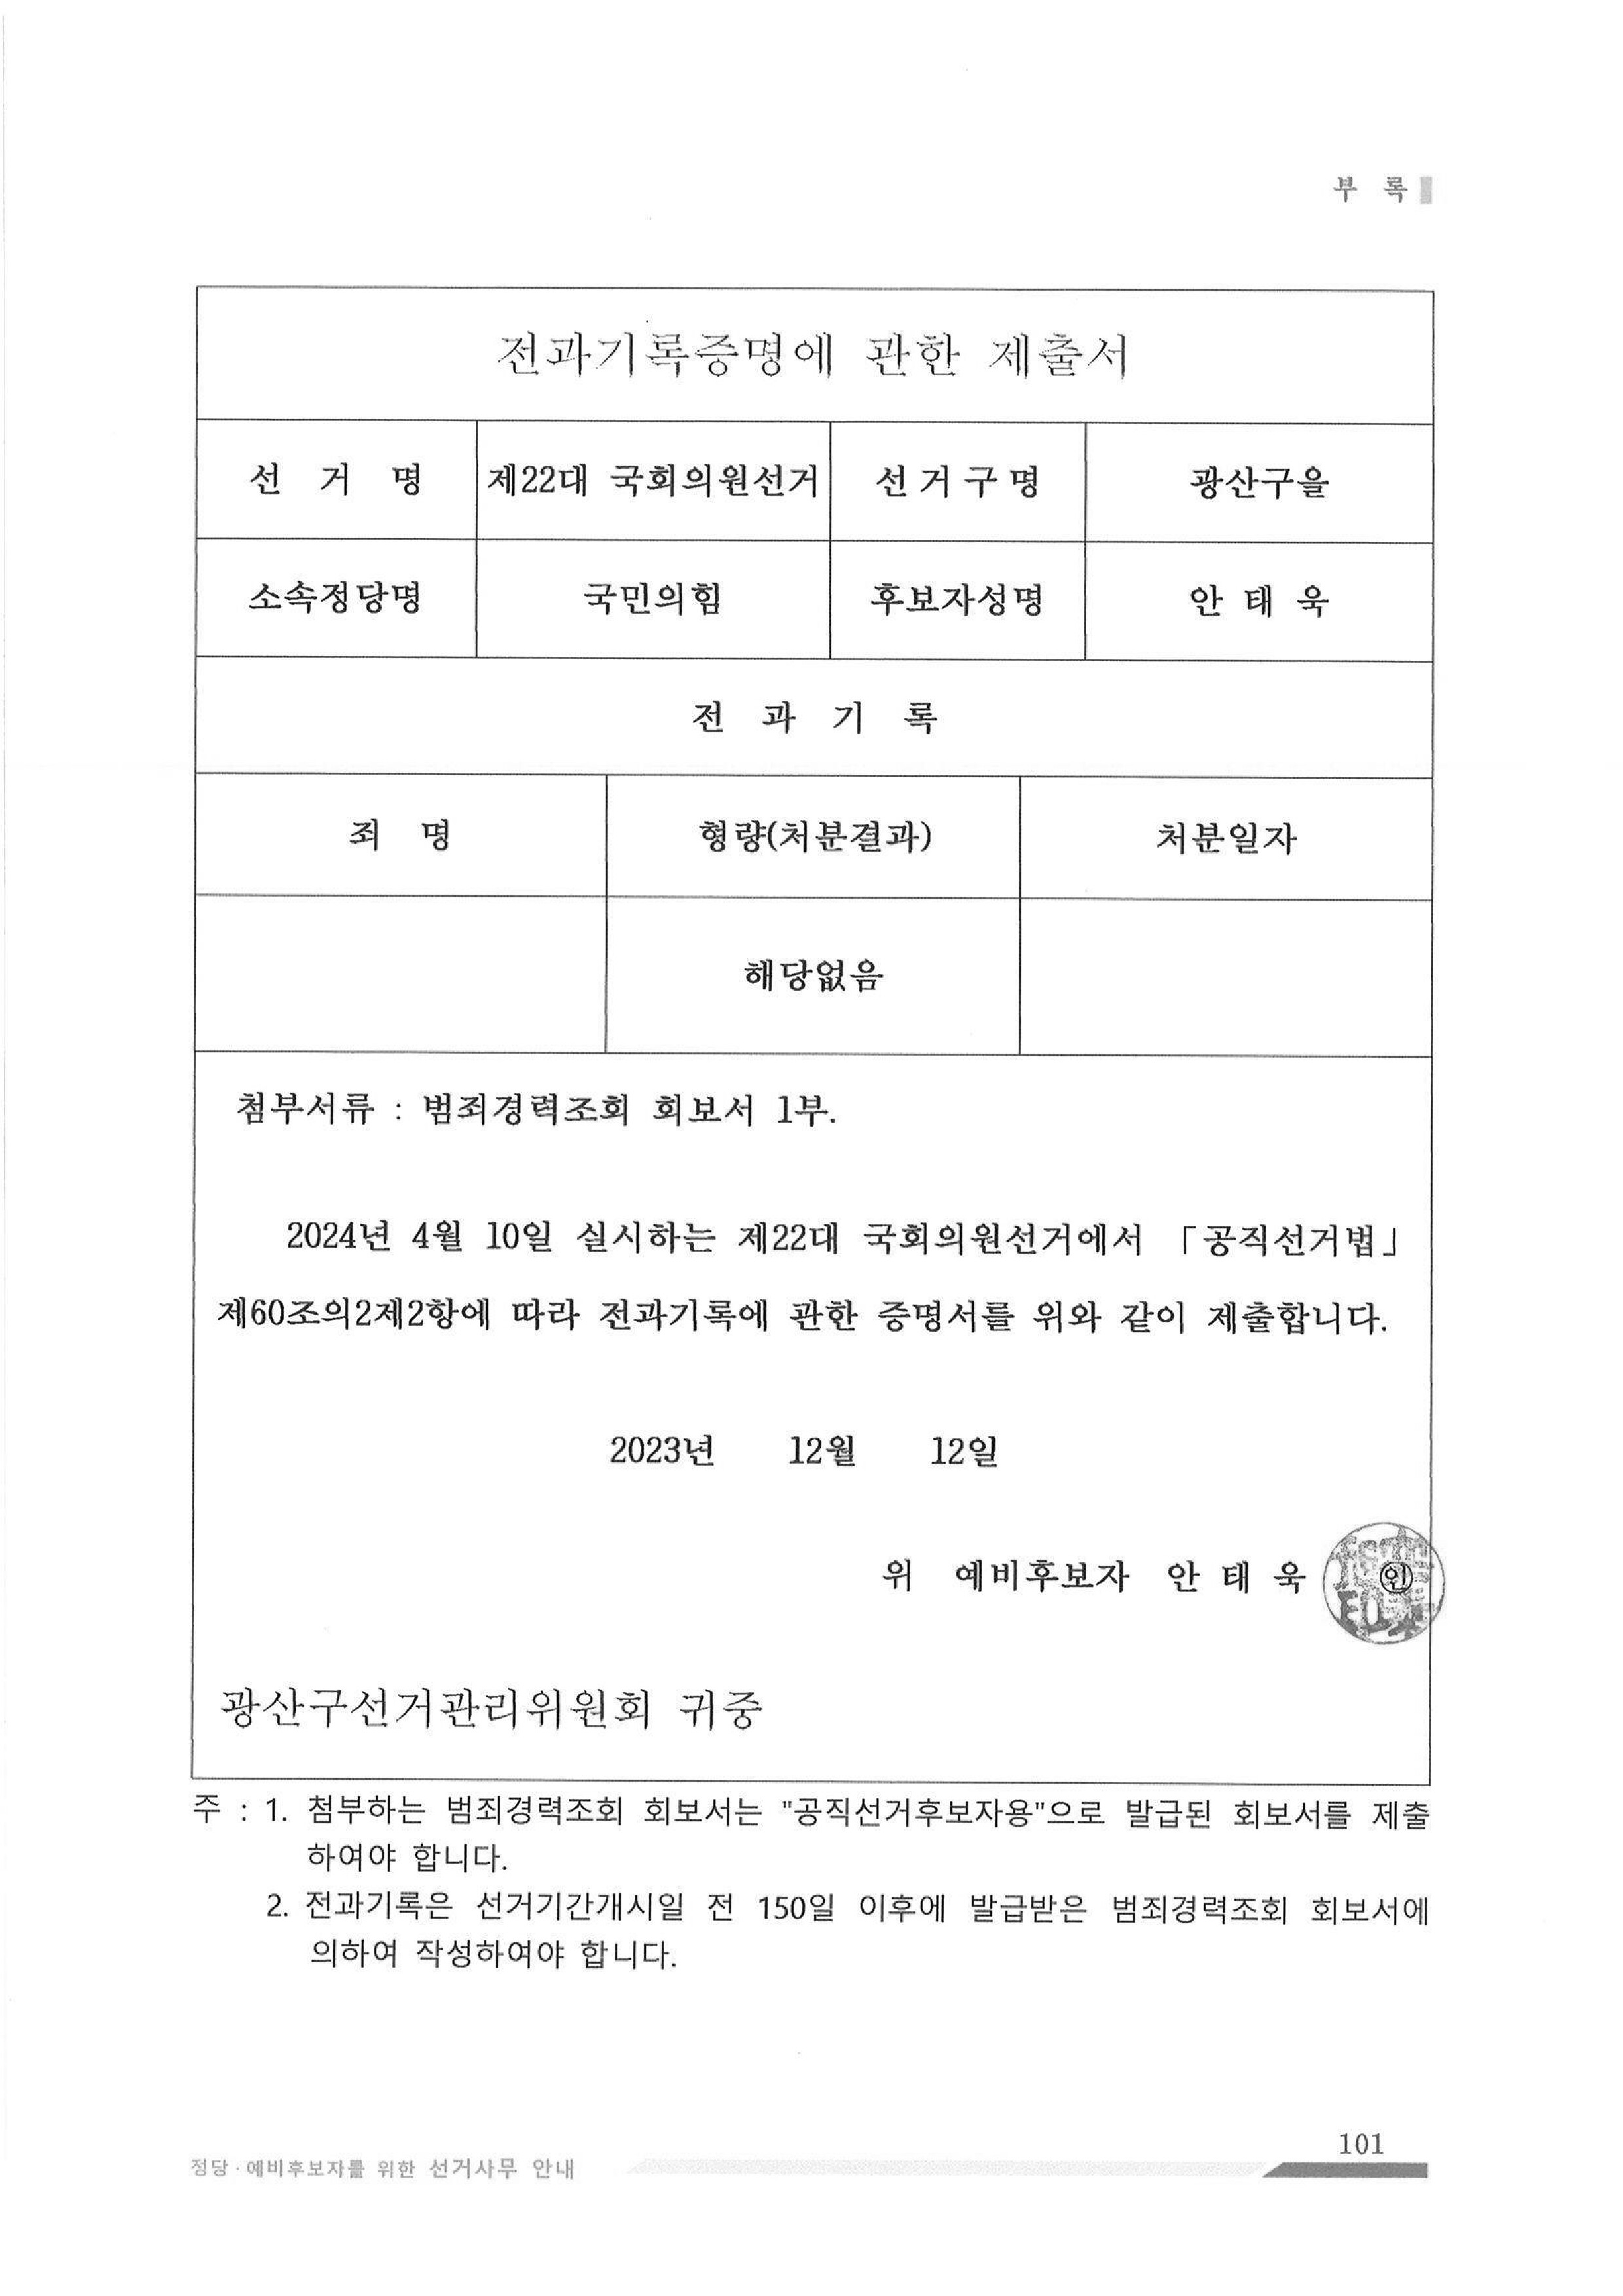 부 록
전과기록증명에 관한 제출서
선 거 명 제22대 국회의원선거 선 거 구 명 광산구을
소속정당명 국민의힘 후보자성명 안 태 욱
전 과 기 록
죄 명 형량(처분결과) 처분일자
해당없음
첨부서류 : 범죄경력조회 회보서 1부.
2024년 4월 10일 실시하는 제22대 국회의원선거에서 「공직선거법」
제60조의2제2항에 따라 전과기록에 관한 증명서를 위와 같이 제출합니다.
2023년 12월 12일
위 예비후보자 안 태 욱 ㊞
광산구선거관리위원회 귀중
주 : 1. 첨부하는 범죄경력조회 회보서는 "공직선거후보자용"으로 발급된 회보서를 제출
하여야 합니다.
2. 전과기록은 선거기간개시일 전 150일 이후에 발급받은 범죄경력조회 회보서에
의하여 작성하여야 합니다.
101
정당·예비후보자를 위한 선거사무 안내